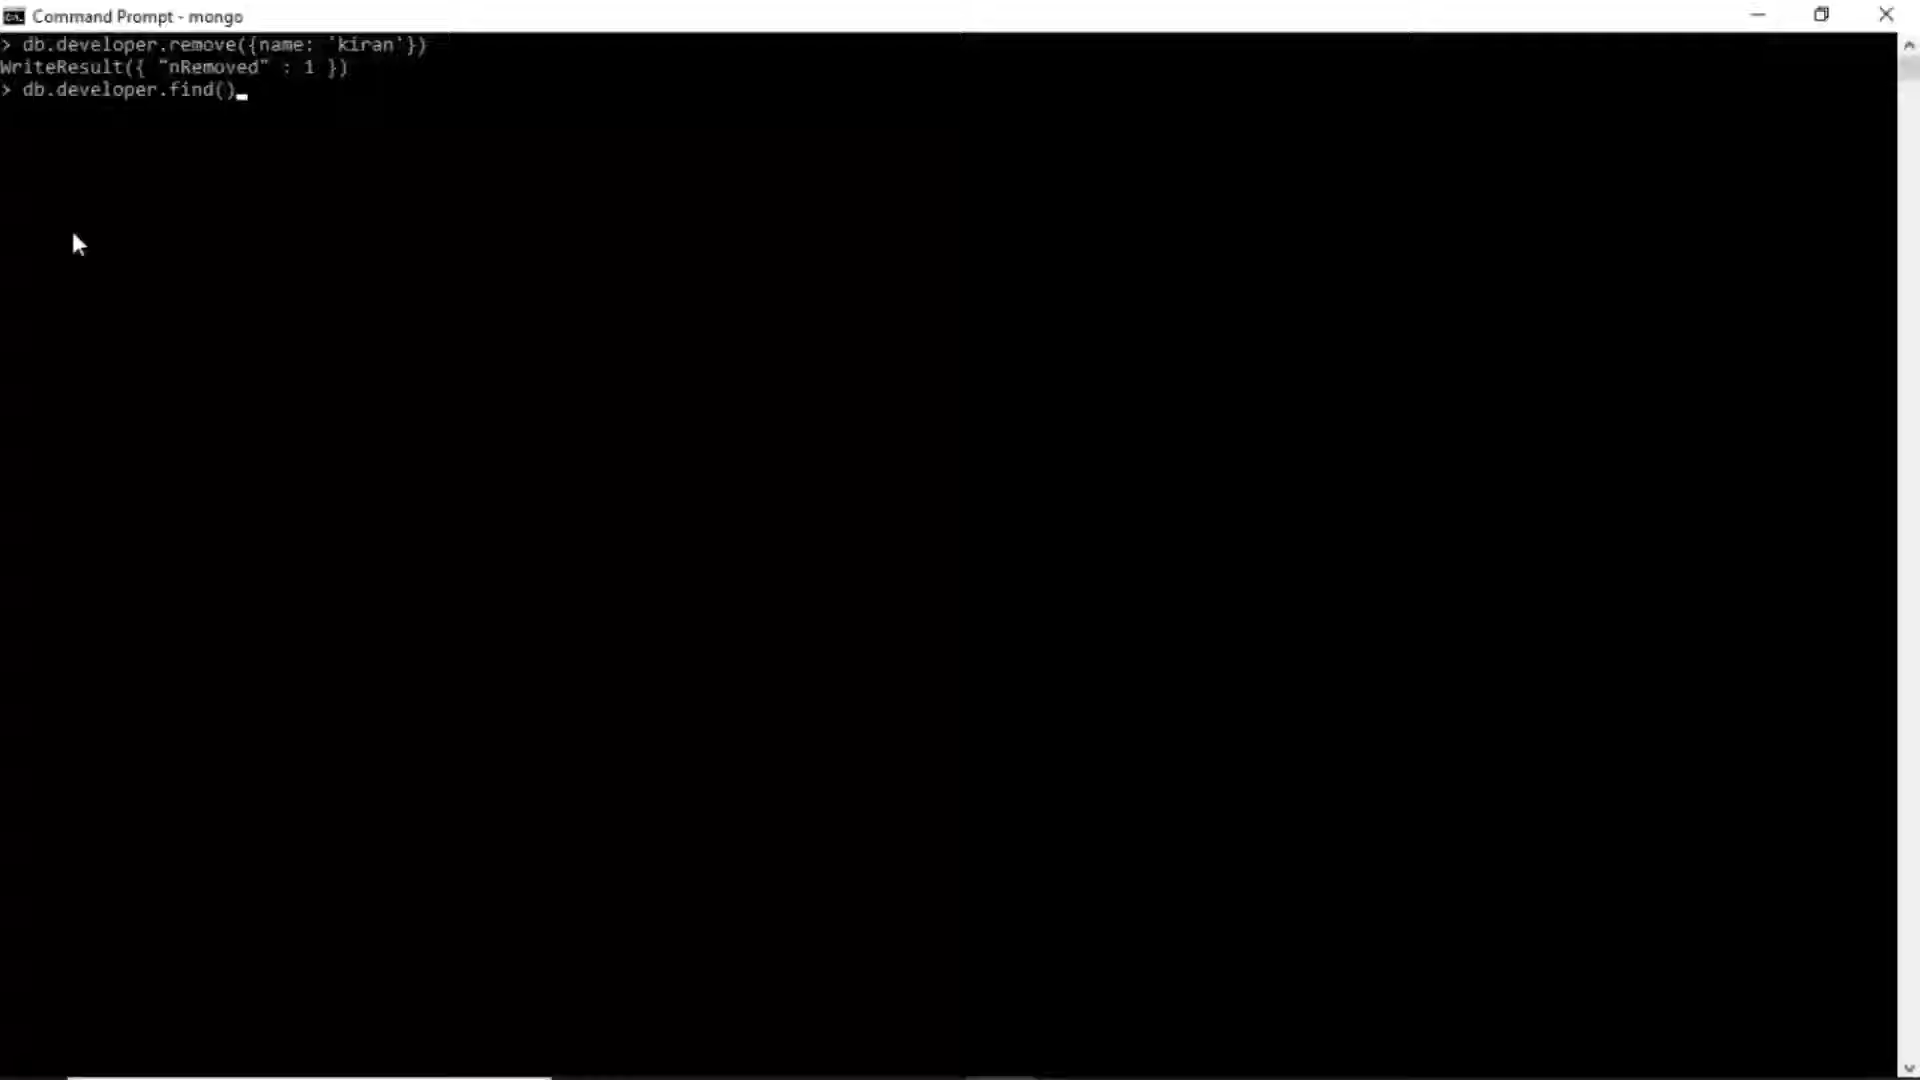 Command Prompt - mongo
> db.developer.remove({name: 'kiran'})
WriteResult({ "nRemoved" : 1 })
> db.developer.find()